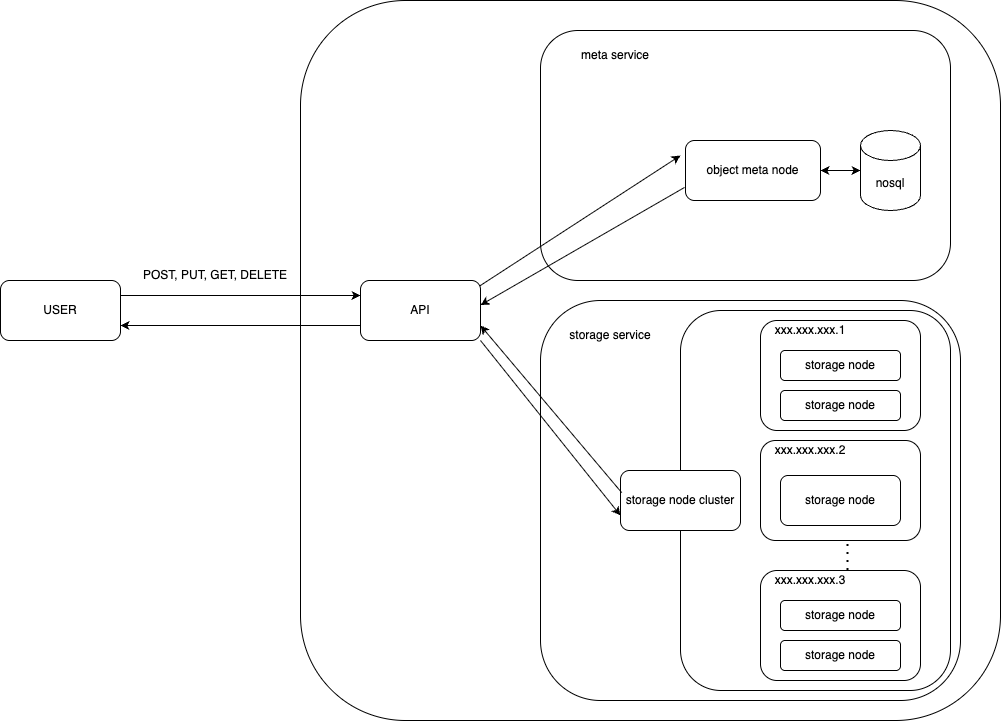 meta service
object meta node
nosql
POST, PUT, GET, DELETE
USER
API
storage service
xxx.xxx.xxx.1
storage node
storage node
xxx.xxx.xxx.2
storage node cluster
storage node
xxx.xxx.xxx.3
storage node
storage node